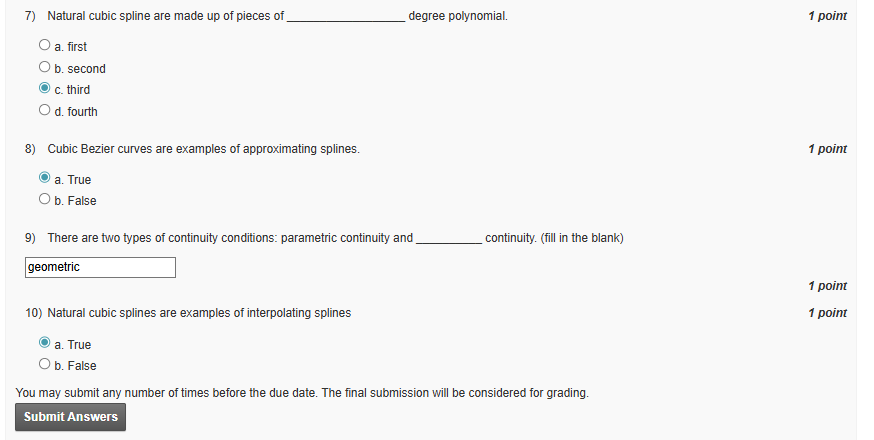 7) Natural cubic spline are made up of pieces of __________________ degree polynomial. 1 point
a. first
b. second
c. third
d. fourth
8) Cubic Bezier curves are examples of approximating splines. 1 point
a. True
b. False
9) There are two types of continuity conditions: parametric continuity and __________ continuity. (fill in the blank)
geometric
1 point
10) Natural cubic splines are examples of interpolating splines 1 point
a. True
b. False
You may submit any number of times before the due date. The final submission will be considered for grading.
Submit Answers